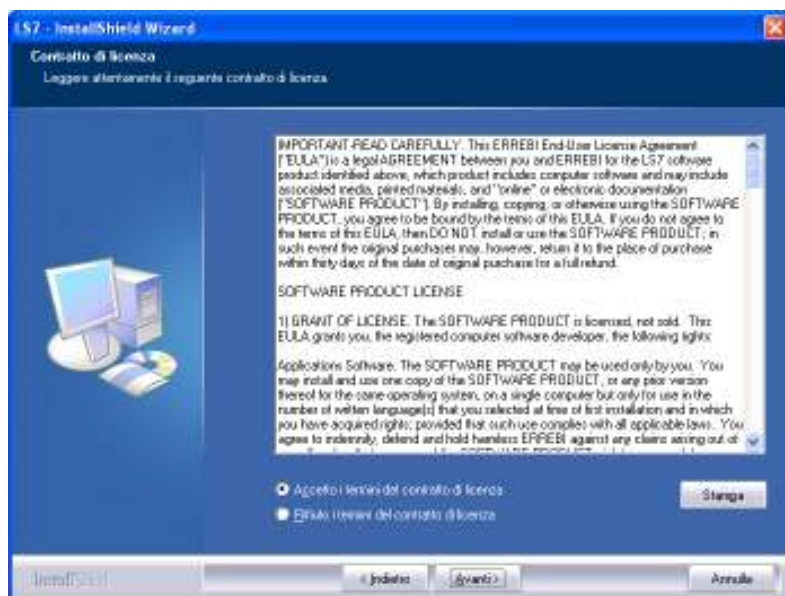 LS7 - InstallShield Wizard
Contratto di licenza
Leggere attentamente il seguente contratto di licenza
IMPORTANT-READ CAREFULLY: This ERREBI End-User License Agreement
("EULA") is a legal AGREEMENT between you and ERREBI for the LS7 software
product identified above, which product includes computer software and may include
associated media, printed materials, and "online" or electronic documentation
("SOFTWARE PRODUCT"). By installing, copying, or otherwise using the SOFTWARE
PRODUCT, you agree to be bound by the terms of this EULA. If you do not agree to
the terms of this EULA, then DO NOT install or use the SOFTWARE PRODUCT; in
such event the original purchases may, however, return it to the place of purchase
within thirty days of the date of original purchase for a full refund.
SOFTWARE PRODUCT LICENSE
1) GRANT OF LICENSE. The SOFTWARE PRODUCT is licensed, not sold. This
EULA grants you, the registered computer software developer, the following rights:
Applications Software. The SOFTWARE PRODUCT may be used only by you. You
may install and use one copy of the SOFTWARE PRODUCT, or any prior version
thereof for the same operating system, on a single computer but only for use in the
number of written language(s) that you selected at time of first installation and in which
you have acquired rights; provided that such use complies with all applicable laws. You
agree to indemnify, defend and hold harmless ERREBI against any claims arising out of
Accetto i termini del contratto di licenza
Rifiuto i termini del contratto di licenza
Stampa
InstallShield
< Indietro
Avanti >
Annulla